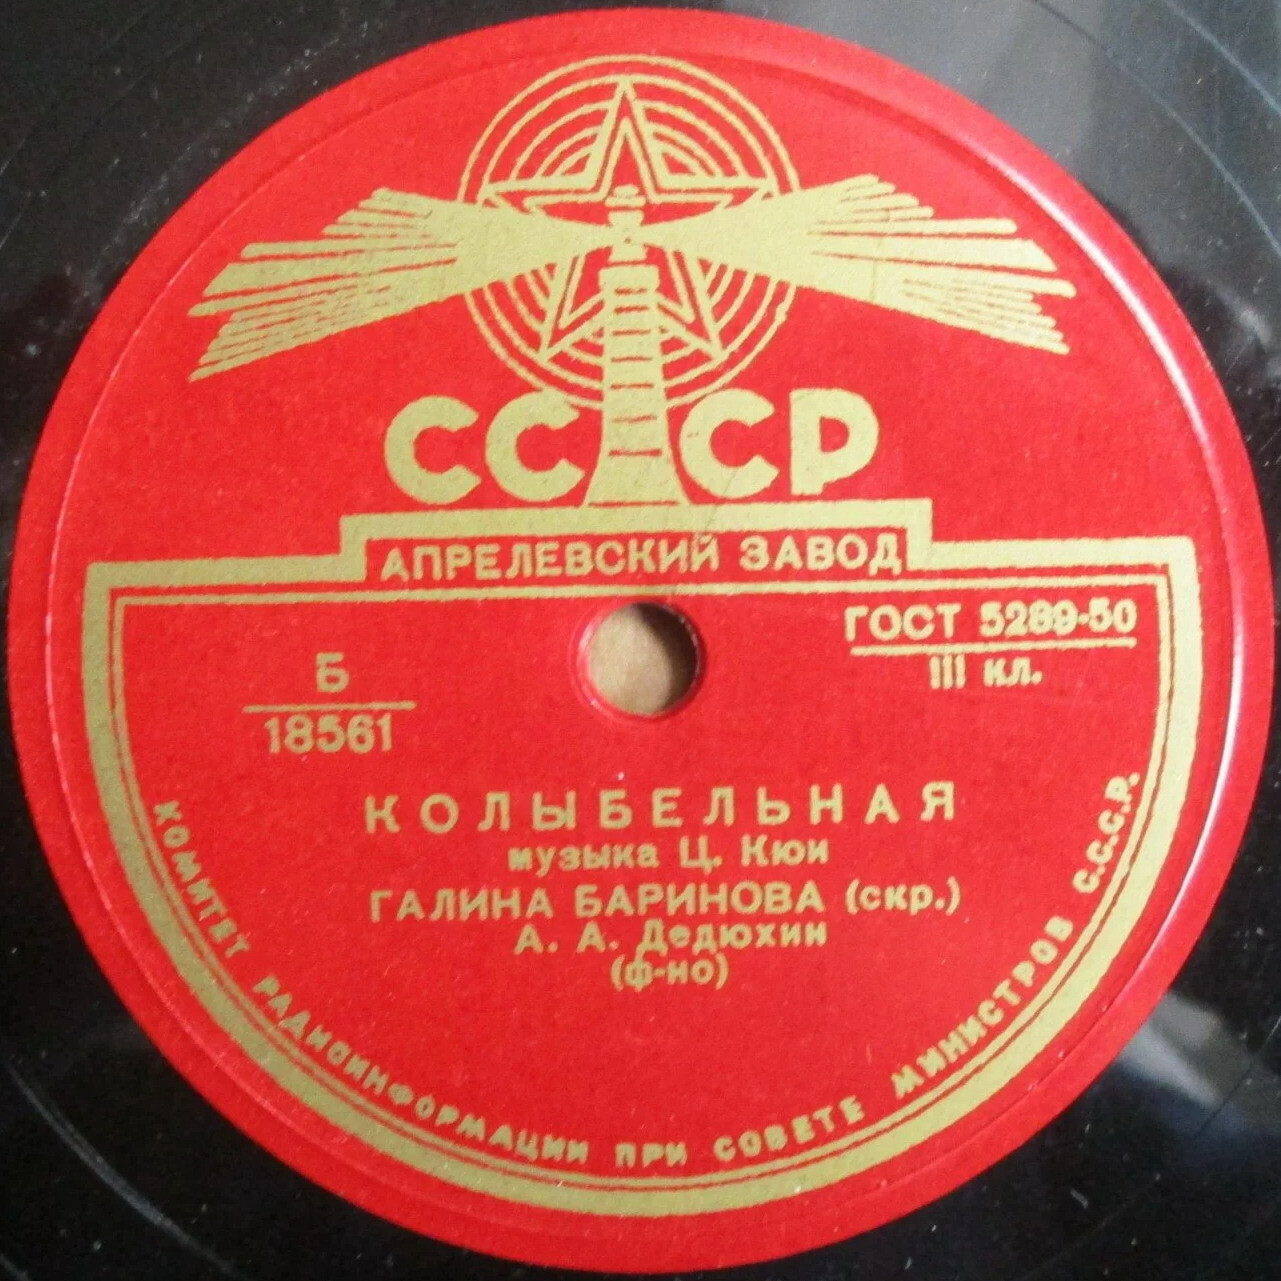 СССР
АПРЕЛЕВСКИЙ ЗАВОД
ГОСТ 5289-50
III кл.
Б
18561
КОЛЫБЕЛЬНАЯ
музыка Ц. Кюи
ГАЛИНА БАРИНОВА (скр.)
А. А. Дедюхин
(ф-но)
КОМИТЕТ РАДИОИНФОРМАЦИИ ПРИ СОВЕТЕ МИНИСТРОВ С.С.С.Р.